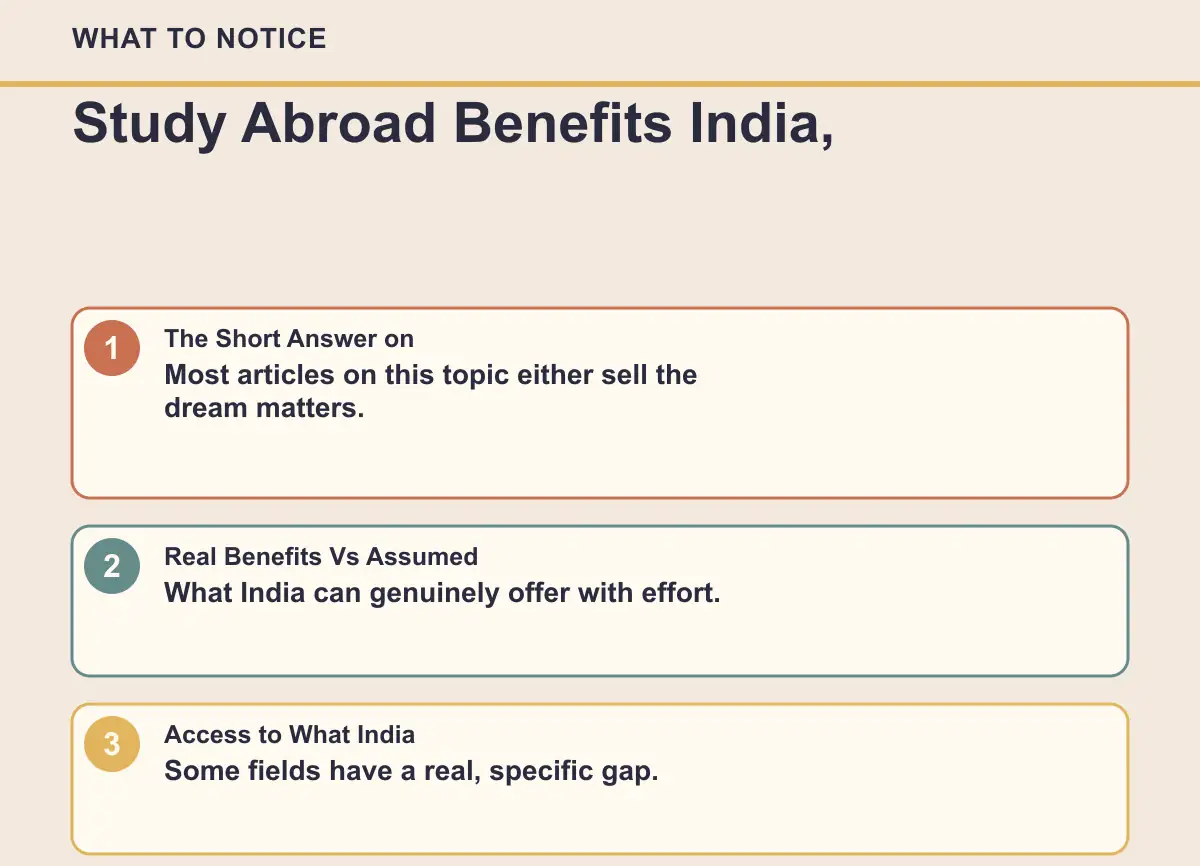 WHAT TO NOTICE
Study Abroad Benefits India,
1
The Short Answer on
Most articles on this topic either sell the
dream matters.
2
Real Benefits Vs Assumed
What India can genuinely offer with effort.
3
Access to What India
Some fields have a real, specific gap.